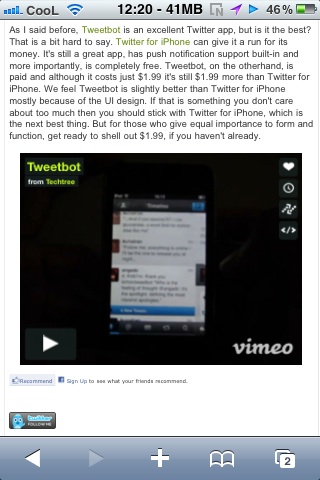 CooL 12:20 - 41MB 46%
As I said before, Tweetbot is an excellent Twitter app, but is it the best?
That is a bit hard to say. Twitter for iPhone can give it a run for its
money. It's still a great app, has push notification support built-in and
more importantly, is completely free. Tweetbot, on the otherhand, is
paid and although it costs just $1.99 it's still $1.99 more than Twitter for
iPhone. We feel Tweetbot is slightly better than Twitter for iPhone
mostly because of the UI design. If that is something you don't care
about too much then you should stick with Twitter for iPhone, which is
the next best thing. But for those who give equal importance to form and
function, get ready to shell out $1.99, if you haven't already.
Tweetbot
from Techtree
vimeo
Recommend Sign Up to see what your friends recommend.
twitter
FOLLOW ME
2